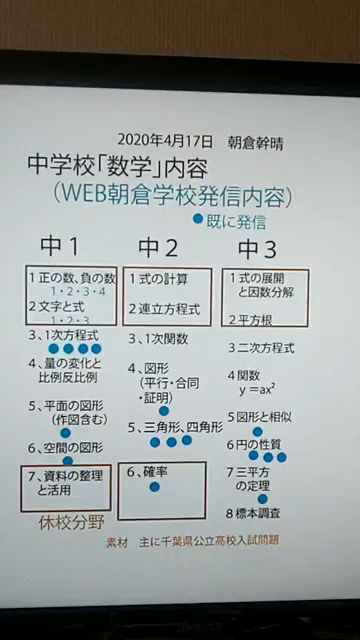 2020年4月17日　朝倉幹晴
中学校「数学」内容
（WEB朝倉学校発信内容）
●既に発信
中1
1 正の数、負の数
1・2・3・4
2 文字と式
1・2・3
3、1次方程式
4、量の変化と
比例反比例
5、平面の図形
（作図含む）
6、空間の図形
7、資料の整理
と活用
休校分野
中2
1 式の計算
2 連立方程式
3、1次関数
4、図形
（平行・合同
・証明）
5、三角形、四角形
6、確率
中3
1 式の展開
と因数分解
2 平方根
3 二次方程式
4 関数
y＝ax²
5 図形と相似
6 円の性質
7 三平方
の定理
8 標本調査
素材　主に千葉県公立高校入試問題